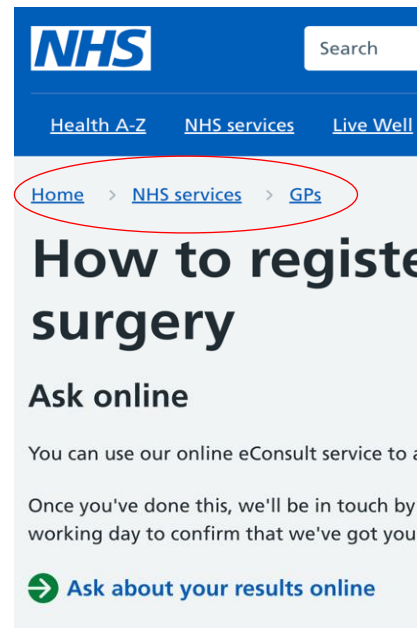 NHS Search
Health A-Z NHS services Live Well
Home > NHS services > GPs
How to registe
surgery
Ask online
You can use our online eConsult service to a
Once you've done this, we'll be in touch by
working day to confirm that we've got you
Ask about your results online